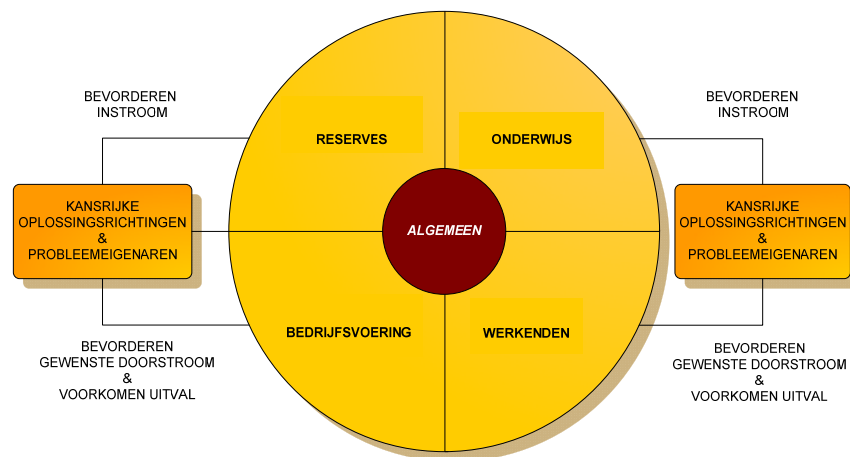 BEVORDEREN
INSTROOM
BEVORDEREN
INSTROOM
RESERVES
ONDERWIJS
KANSRIJKE
OPLOSSINGSRICHTINGEN
&
PROBLEEMEIGENAREN
ALGEMEEN
KANSRIJKE
OPLOSSINGSRICHTINGEN
&
PROBLEEMEIGENAREN
BEDRIJFSVOERING
WERKENDEN
BEVORDEREN
GEWENSTE DOORSTROOM
&
VOORKOMEN UITVAL
BEVORDEREN
GEWENSTE DOORSTROOM
&
VOORKOMEN UITVAL